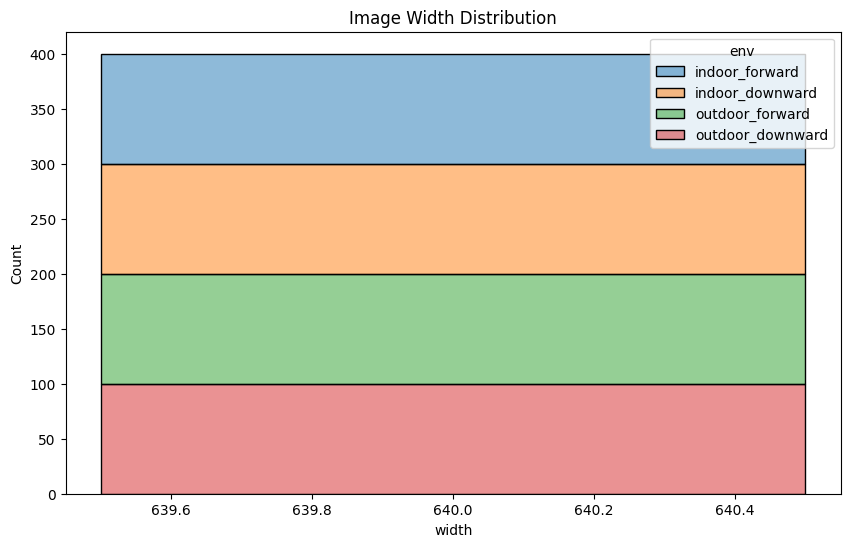 Image Width Distribution
env
indoor_forward
indoor_downward
outdoor_forward
outdoor_downward
400
350
300
250
200
150
100
50
0
Count
639.6 639.8 640.0 640.2 640.4
width